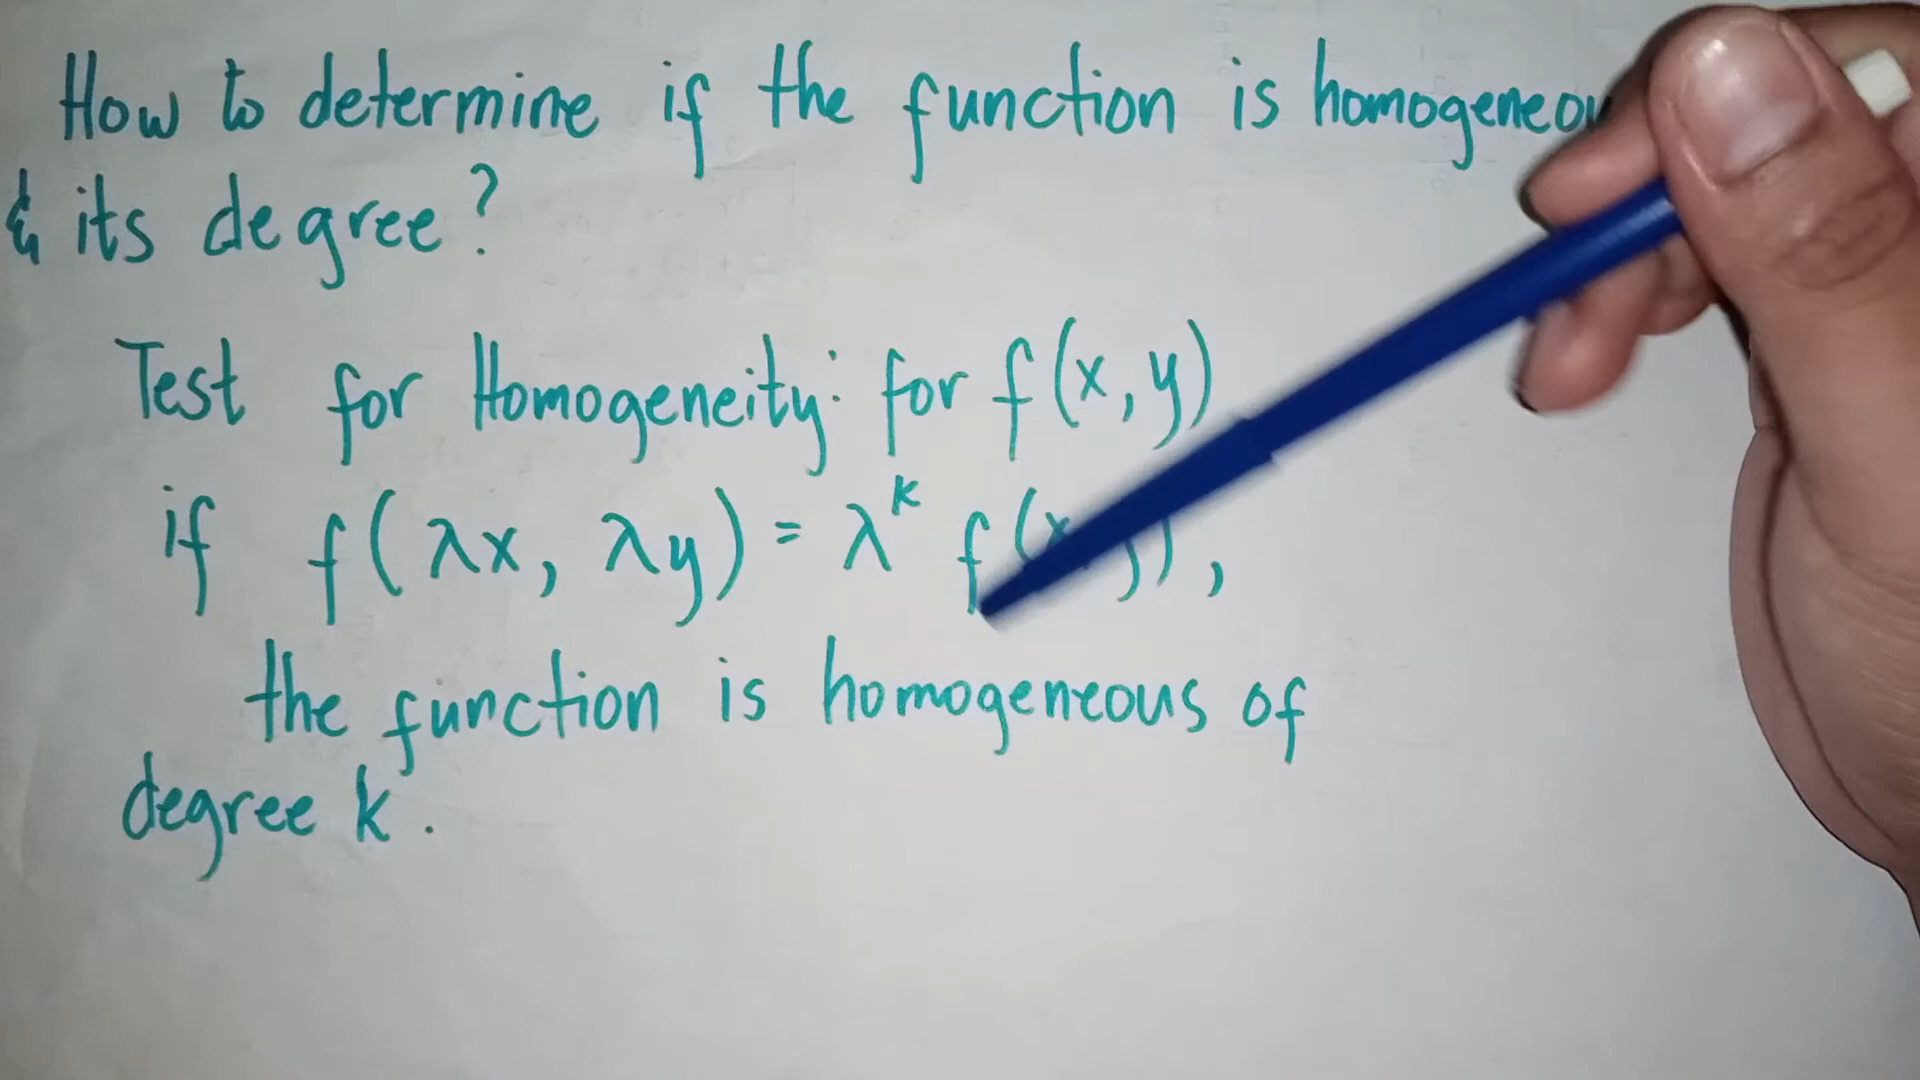 How to determine if the function is homogeneou
& its degree?
Test for Homogeneity: for f(x, y)
if f(λx, λy) = λ^k f(x, y),
the function is homogeneous of
degree k.